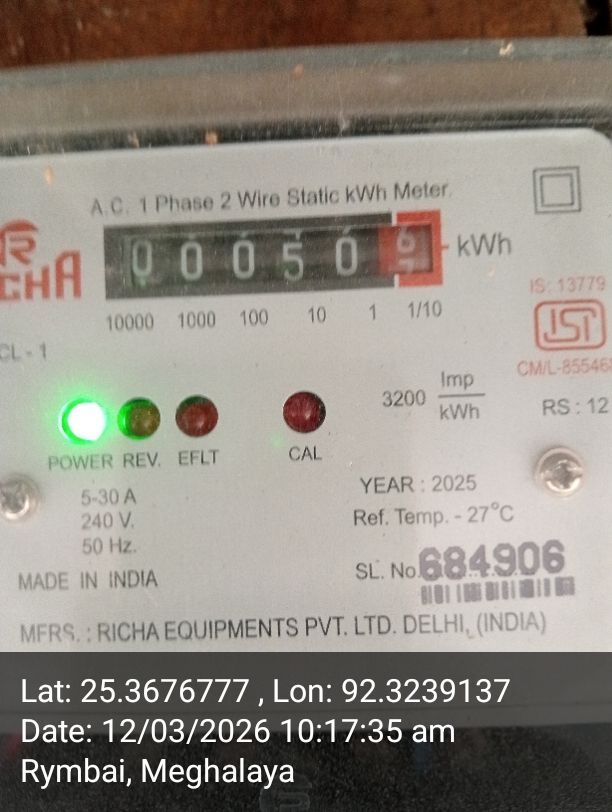 A.C. 1 Phase 2 Wire Static kWh Meter.
RICHA
0 0 0 5 0 6 kWh
10000 1000 100 10 1 1/10
IS: 13779
ISI
CM/L-85546
CL - 1
3200 Imp
kWh
RS : 12
POWER REV. EFLT CAL
5-30 A
240 V.
50 Hz.
YEAR : 2025
Ref. Temp. - 27°C
MADE IN INDIA
SL. No. 684906
MFRS. : RICHA EQUIPMENTS PVT. LTD. DELHI, (INDIA)
Lat: 25.3676777 , Lon: 92.3239137
Date: 12/03/2026 10:17:35 am
Rymbai, Meghalaya